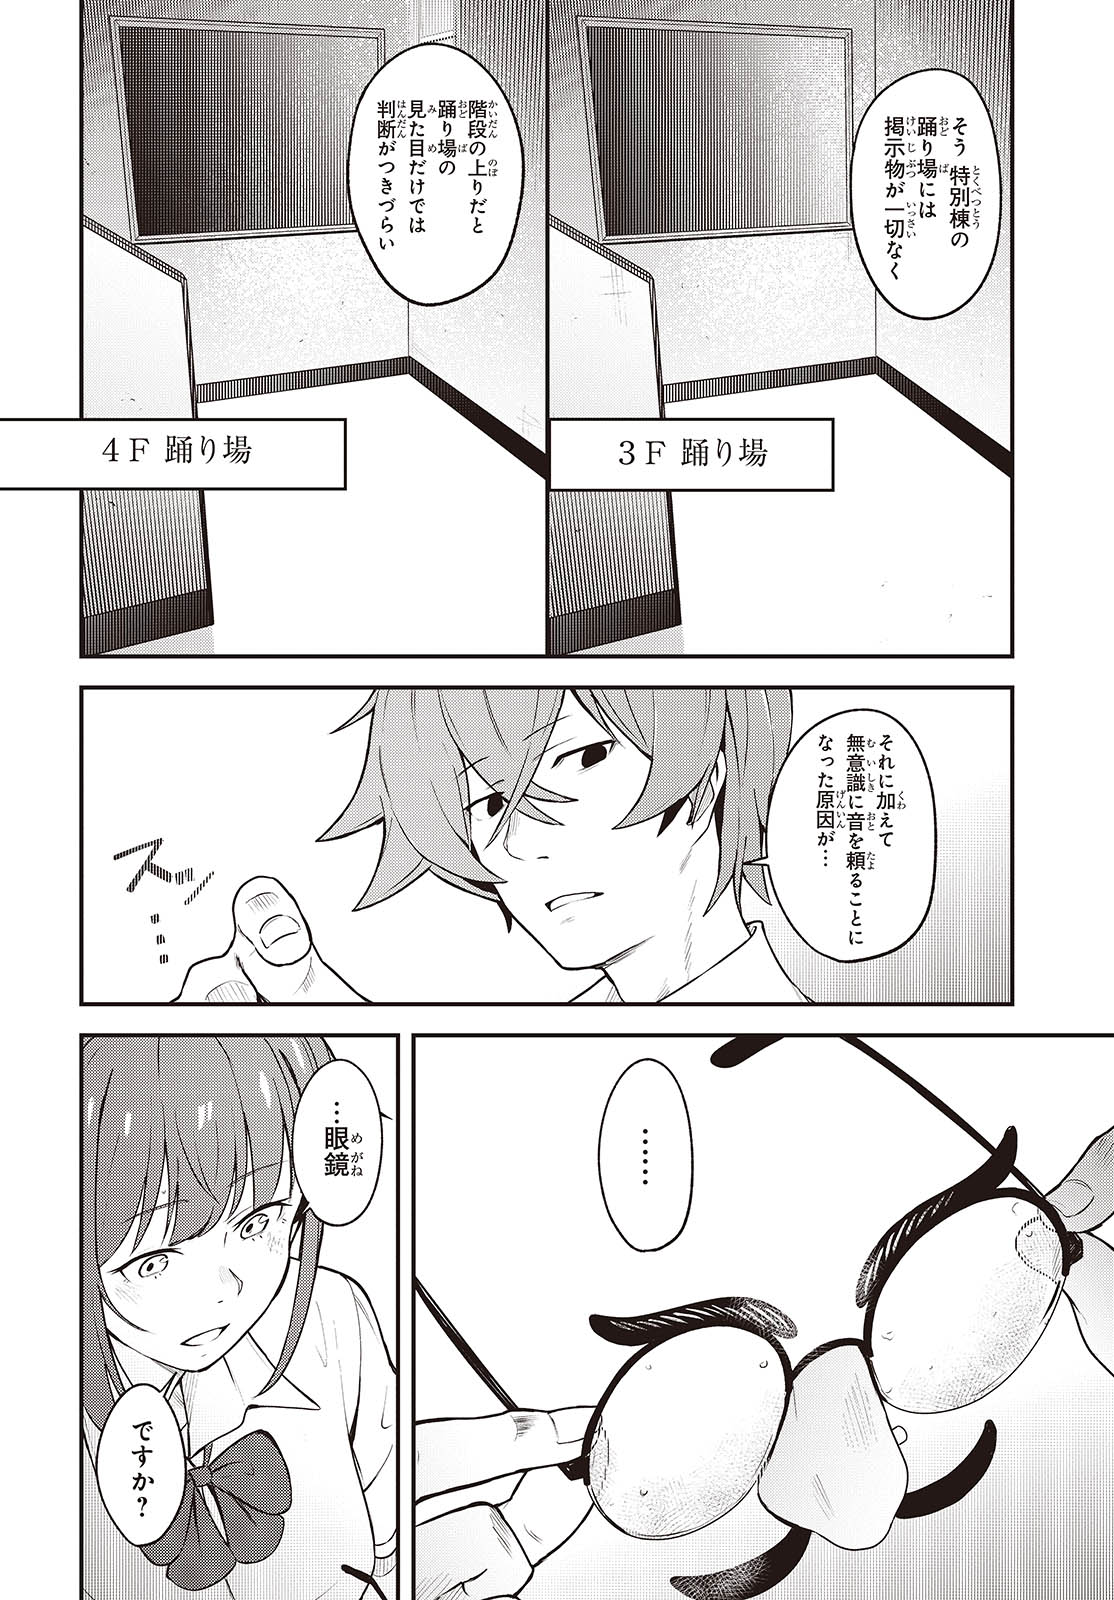 そう 特別棟の
踊り場には
掲示物が一切なく
３Ｆ 踊り場
階段の上りだと
踊り場の
見た目だけでは
判断がつきづらい
４Ｆ 踊り場
それに加えて
無意識に音を頼ることに
なった原因が…
スッ…
……
…眼鏡
ですか？